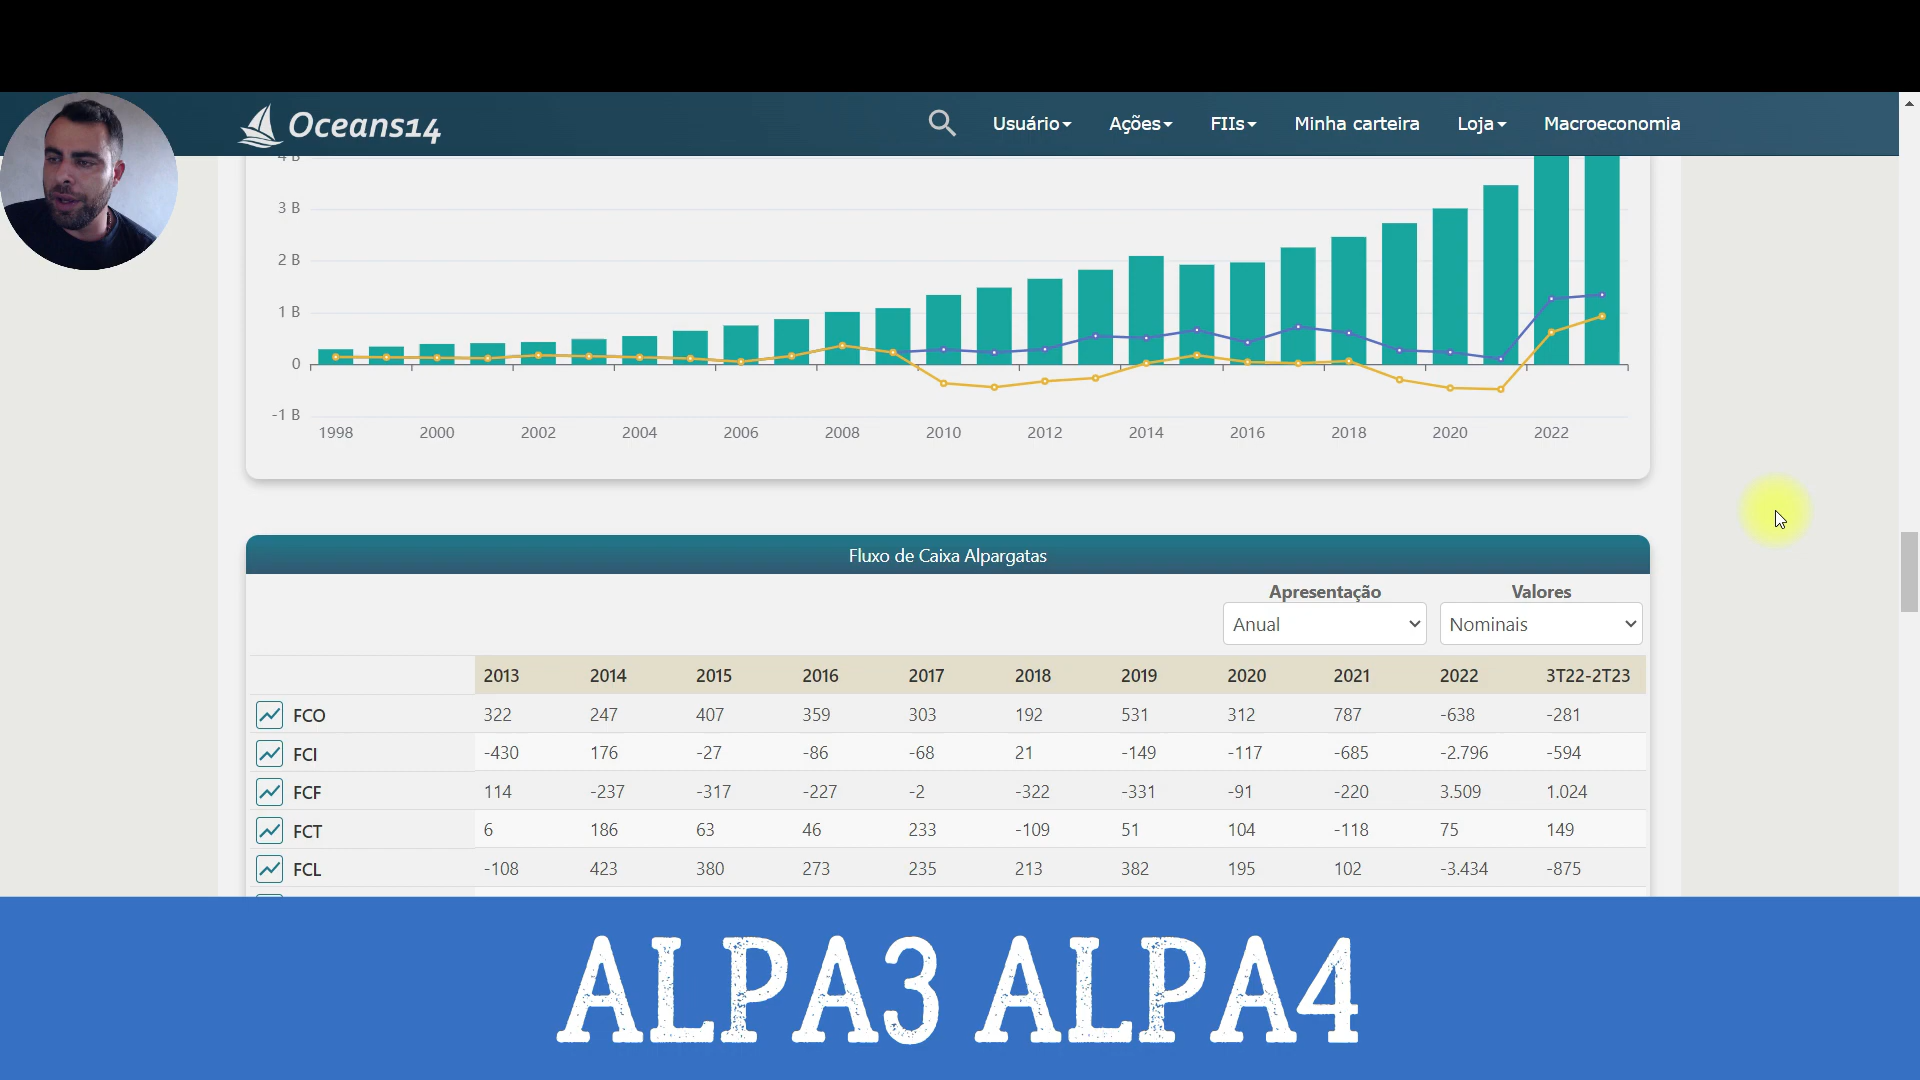 Oceans14
Usuário
Ações
FIIs
Minha carteira
Loja
Macroeconomia
4 B
3 B
2 B
1 B
0
-1 B
1998 2000 2002 2004 2006 2008 2010 2012 2014 2016 2018 2020 2022
Fluxo de Caixa Alpargatas
Apresentação Valores
Anual Nominais
2013 2014 2015 2016 2017 2018 2019 2020 2021 2022 3T22-2T23
FCO 322 247 407 359 303 192 531 312 787 -638 -281
FCI -430 176 -27 -86 -68 21 -149 -117 -685 -2.796 -594
FCF 114 -237 -317 -227 -2 -322 -331 -91 -220 3.509 1.024
FCT 6 186 63 46 233 -109 51 104 -118 75 149
FCL -108 423 380 273 235 213 382 195 102 -3.434 -875
ALPA3 ALPA4